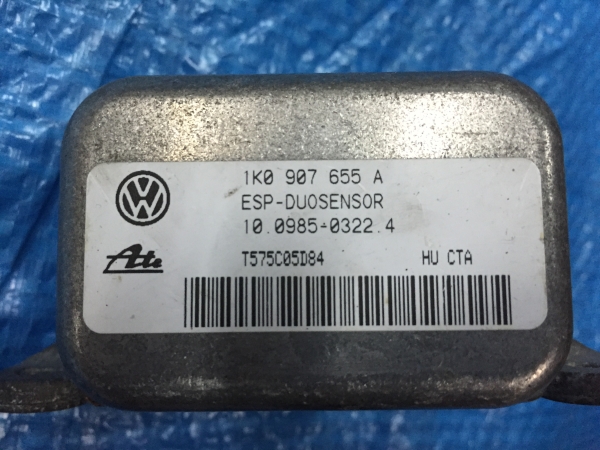 1K0 907 655 A
ESP-DUOSENSOR
10.0985-0322.4
Ate T575C05D84 HU CTA